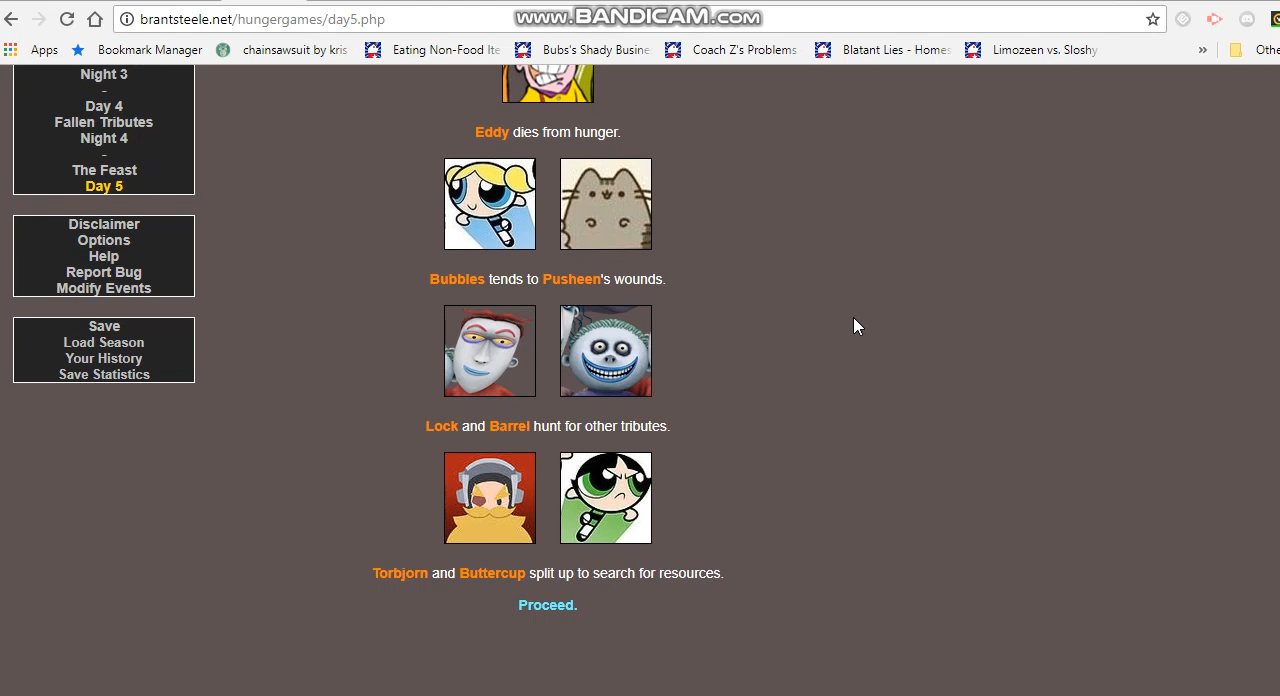 brantsteele.net/hungergames/day5.php
www.BANDICAM.com
Apps Bookmark Manager chainsawsuit by kris Eating Non-Food Ite Bubs's Shady Busine Coach Z's Problems Blatant Lies - Homes Limozeen vs. Sloshy » Othe
Night 3
-
Day 4
Fallen Tributes
Night 4
-
The Feast
Day 5
Disclaimer
Options
Help
Report Bug
Modify Events
Save
Load Season
Your History
Save Statistics
Eddy dies from hunger.
Bubbles tends to Pusheen's wounds.
Lock and Barrel hunt for other tributes.
Torbjorn and Buttercup split up to search for resources.
Proceed.